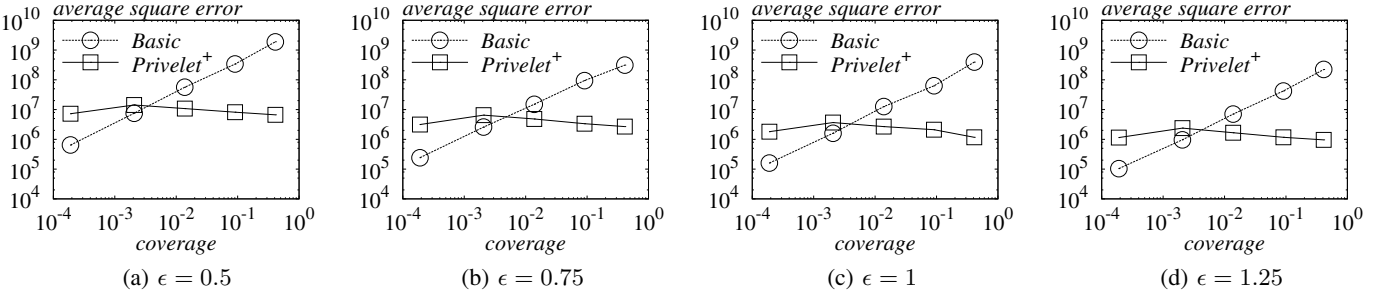 average square error
10^10
10^9
10^8
10^7
10^6
10^5
10^4
Basic
Privelet^+
10^-4 10^-3 10^-2 10^-1 10^0
coverage
(a) ϵ = 0.5
average square error
10^10
10^9
10^8
10^7
10^6
10^5
10^4
Basic
Privelet^+
10^-4 10^-3 10^-2 10^-1 10^0
coverage
(b) ϵ = 0.75
average square error
10^10
10^9
10^8
10^7
10^6
10^5
10^4
Basic
Privelet^+
10^-4 10^-3 10^-2 10^-1 10^0
coverage
(c) ϵ = 1
average square error
10^10
10^9
10^8
10^7
10^6
10^5
10^4
Basic
Privelet^+
10^-4 10^-3 10^-2 10^-1 10^0
coverage
(d) ϵ = 1.25